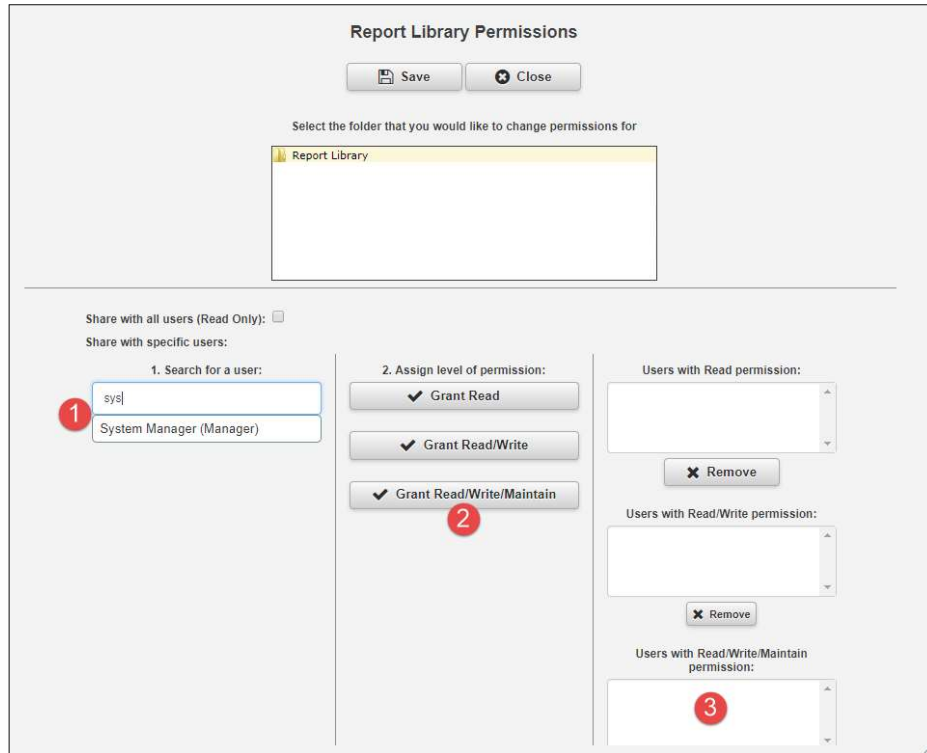 Report Library Permissions
Save
Close
Select the folder that you would like to change permissions for
Report Library
Share with all users (Read Only):
Share with specific users:
1. Search for a user:
sys
System Manager (Manager)
1
2. Assign level of permission:
Grant Read
Grant Read/Write
Grant Read/Write/Maintain
2
Users with Read permission:
Remove
Users with Read/Write permission:
Remove
Users with Read/Write/Maintain
permission:
3